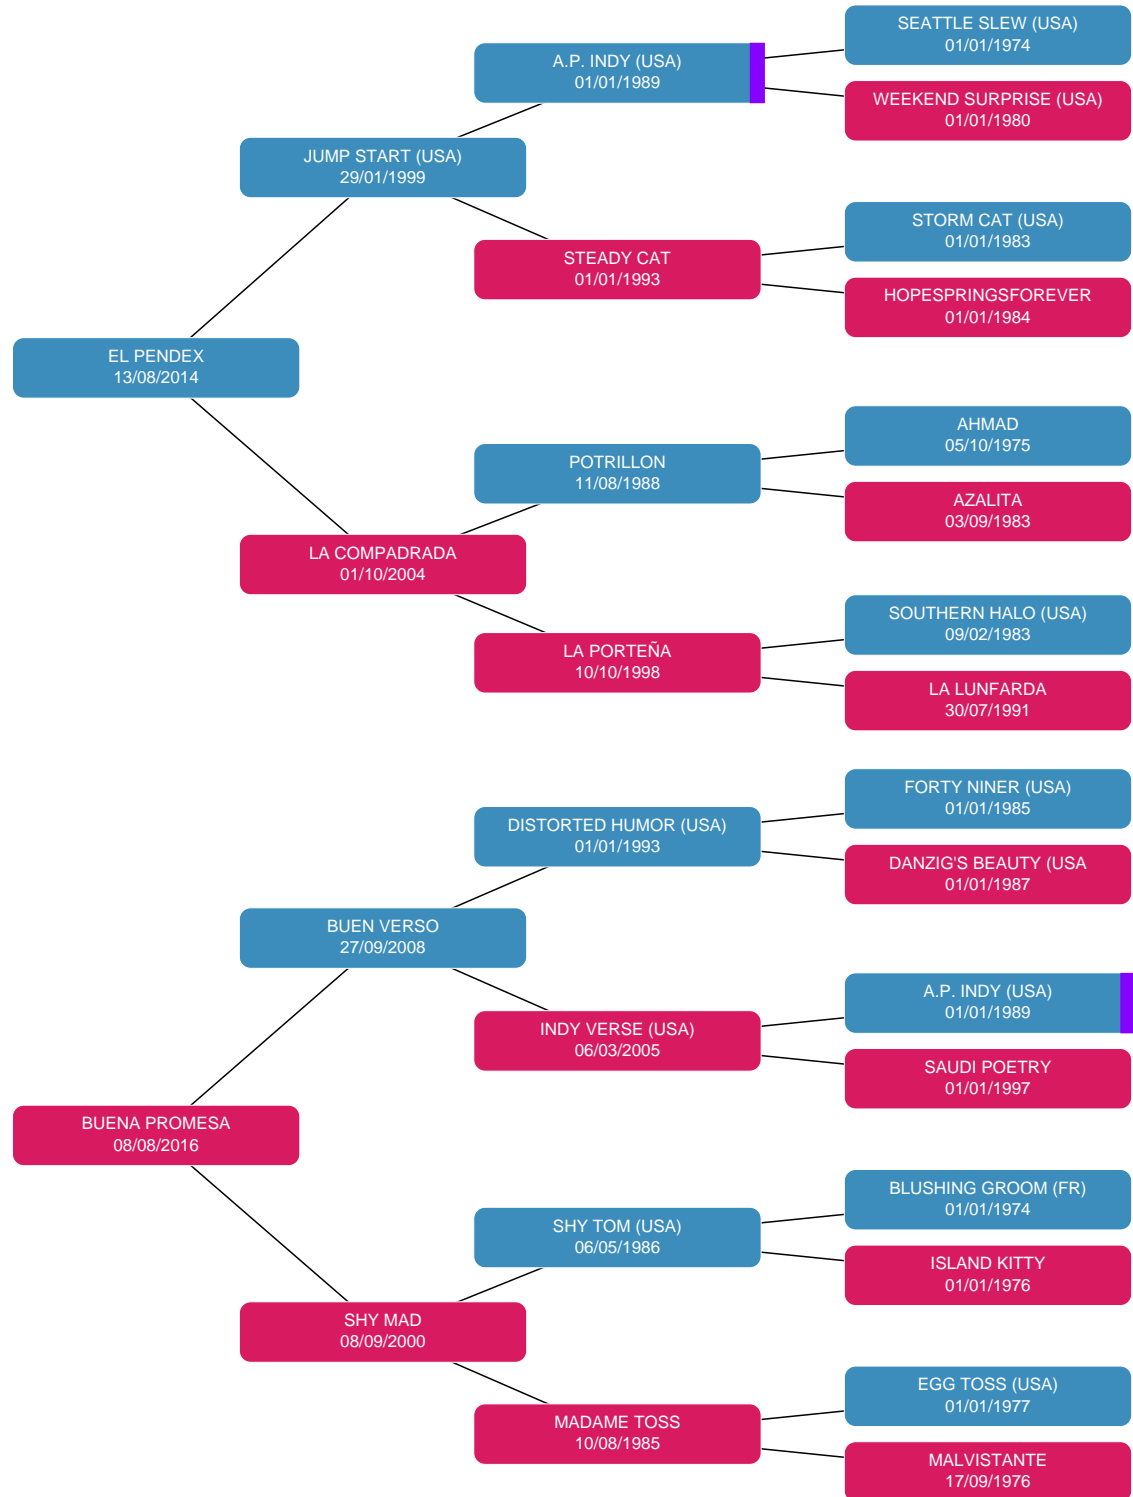 SEATTLE SLEW (USA)
01/01/1974
A.P. INDY (USA)
01/01/1989
WEEKEND SURPRISE (USA)
01/01/1980
JUMP START (USA)
29/01/1999
STORM CAT (USA)
01/01/1983
STEADY CAT
01/01/1993
HOPESPRINGSFOREVER
01/01/1984
EL PENDEX
13/08/2014
AHMAD
05/10/1975
POTRILLON
11/08/1988
AZALITA
03/09/1983
LA COMPADRADA
01/10/2004
SOUTHERN HALO (USA)
09/02/1983
LA PORTEÑA
10/10/1998
LA LUNFARDA
30/07/1991
FORTY NINER (USA)
01/01/1985
DISTORTED HUMOR (USA)
01/01/1993
DANZIG'S BEAUTY (USA
01/01/1987
BUEN VERSO
27/09/2008
A.P. INDY (USA)
01/01/1989
INDY VERSE (USA)
06/03/2005
SAUDI POETRY
01/01/1997
BUENA PROMESA
08/08/2016
BLUSHING GROOM (FR)
01/01/1974
SHY TOM (USA)
06/05/1986
ISLAND KITTY
01/01/1976
SHY MAD
08/09/2000
EGG TOSS (USA)
01/01/1977
MADAME TOSS
10/08/1985
MALVISTANTE
17/09/1976